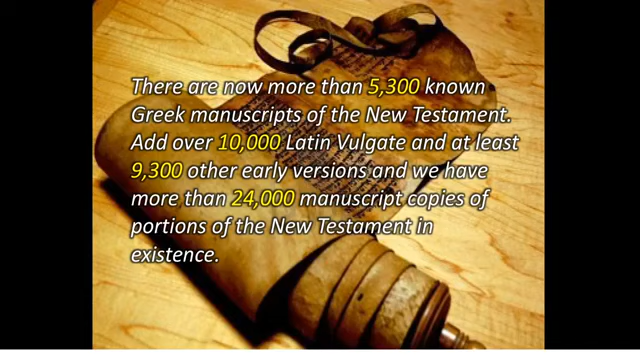 There are now more than 5,300 known
Greek manuscripts of the New Testament.
Add over 10,000 Latin Vulgate and at least
9,300 other early versions and we have
more than 24,000 manuscript copies of
portions of the New Testament in
existence.